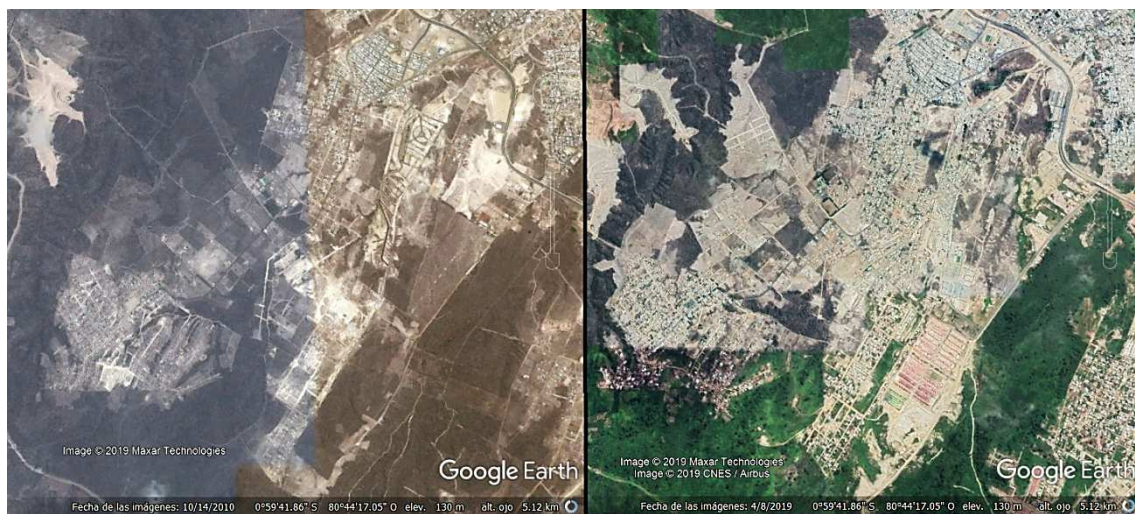 Image © 2019 Maxar Technologies
Google Earth
Fecha de las imágenes: 10/14/2010 0°59'41.86" S 80°44'17.05" O elev. 130 m alt. ojo 5.12 km
Image © 2019 Maxar Technologies
Image © 2019 CNES / Airbus
Google Earth
Fecha de las imágenes: 4/8/2019 0°59'41.86" S 80°44'17.05" O elev. 130 m alt. ojo 5.12 km